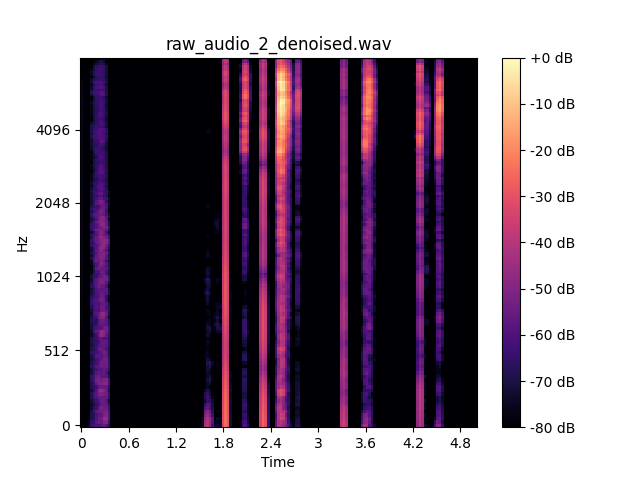 raw_audio_2_denoised.wav
+0 dB
-10 dB
4096
-20 dB
2048
-30 dB
Hz
-40 dB
1024
-50 dB
-60 dB
512
-70 dB
0
-80 dB
0 0.6 1.2 1.8 2.4 3 3.6 4.2 4.8
Time